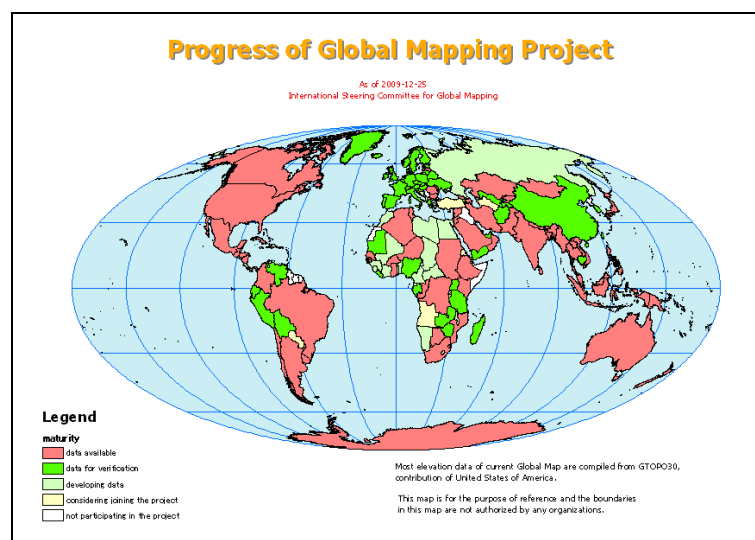 Progress of Global Mapping Project
As of 2009-12-25
International Steering Committee for Global Mapping
Legend
maturity
data available
data for verification
developing data
considering joining the project
not participating in the project
Most elevation data of current Global Map are compiled from GTOPO30,
contribution of United States of America.
This map is for the purpose of reference and the boundaries
in this map are not authorized by any organizations.